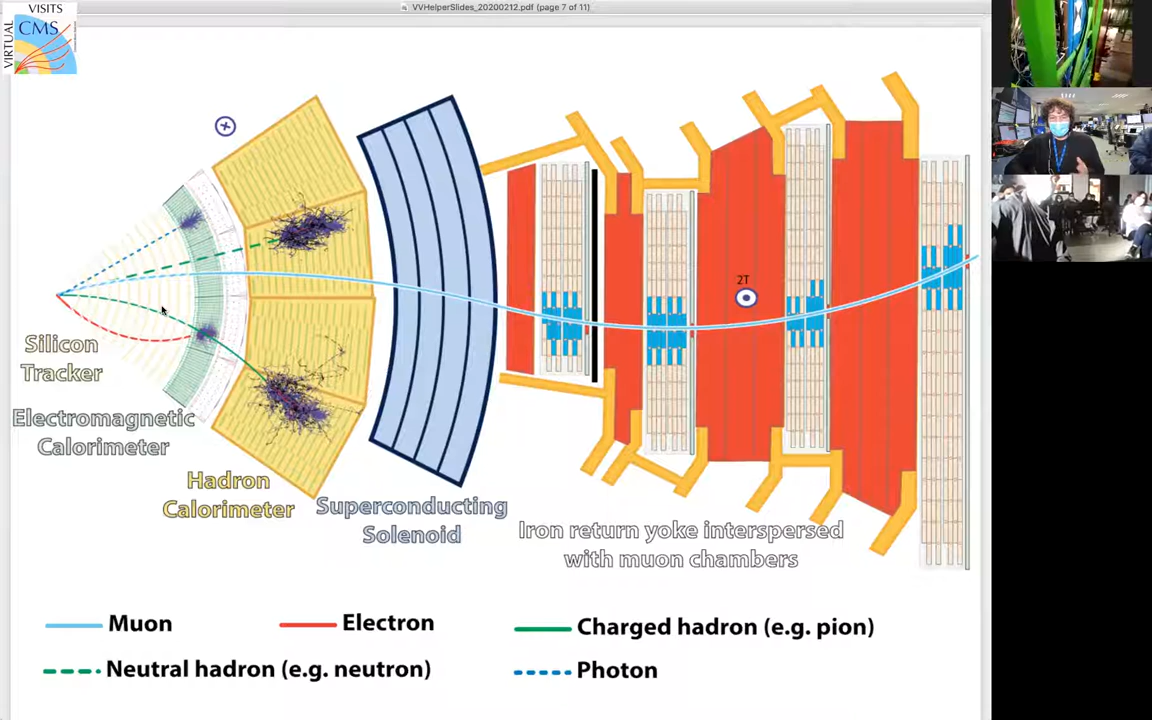 VVHelperSlides_20200212.pdf (page 7 of 11)
VISITS
VIRTUAL
CMS
2T
Silicon
Tracker
Electromagnetic
Calorimeter
Hadron
Calorimeter
Superconducting
Solenoid
Iron return yoke interspersed
with muon chambers
Muon
Electron
Charged hadron (e.g. pion)
Neutral hadron (e.g. neutron)
Photon